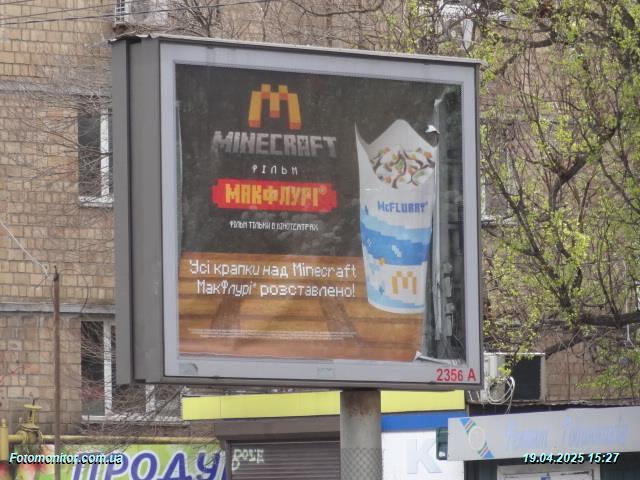 MINECRAFT
ФІЛЬМ
МАКФЛУРІ®
ФІЛЬМ ТІЛЬКИ В КІНОТЕАТРАХ
McFLURRY®
Усі крапки над Minecraft
МакФлурі® розставлено!
2356 A
ПРОДУ
Fotomonitor.com.ua
19.04.2025 15:27